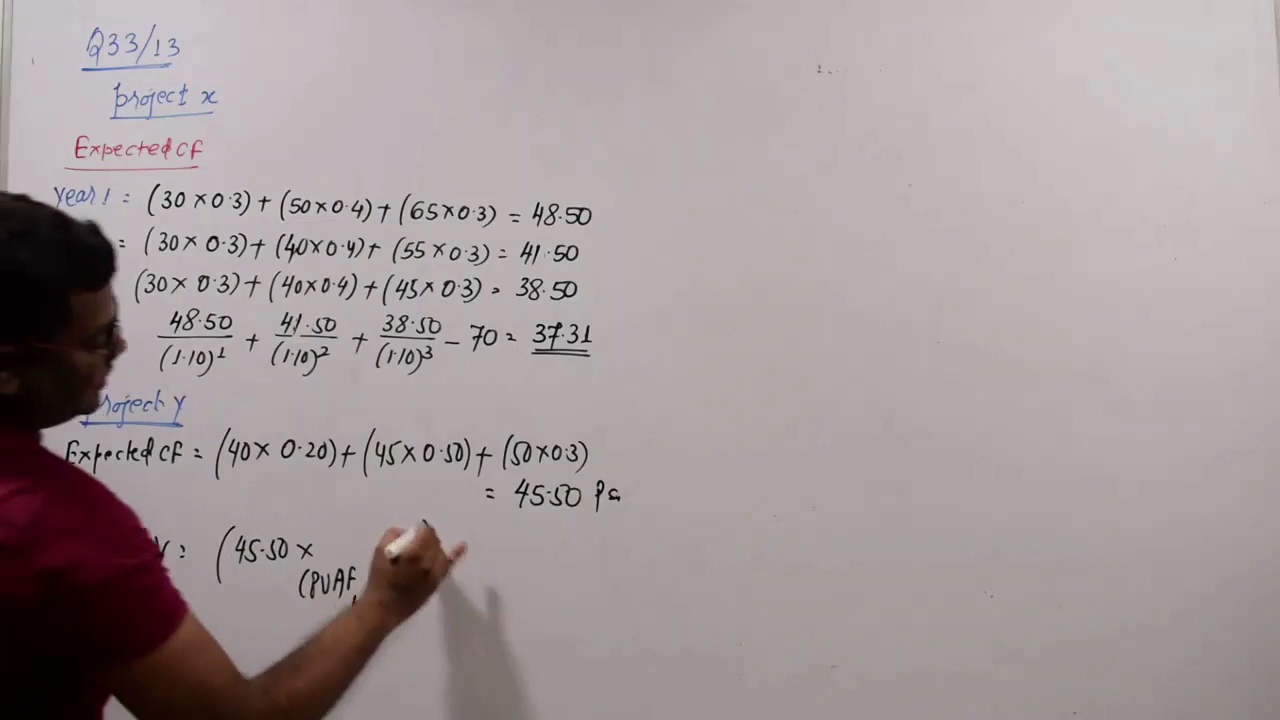 Q33/13
project x
Expected CF
Year 1 = (30 × 0.3) + (50 × 0.4) + (65 × 0.3) = 48.50
= (30 × 0.3) + (40 × 0.4) + (55 × 0.3) = 41.50
(30 × 0.3) + (40 × 0.4) + (45 × 0.3) = 38.50
48.50/(1.10)^1 + 41.50/(1.10)^2 + 38.50/(1.10)^3 - 70 = 37.31
project y
Expected CF = (40 × 0.20) + (45 × 0.50) + (50 × 0.3)
= 45.50 Pa
V = (45.50 ×
(PVAF,